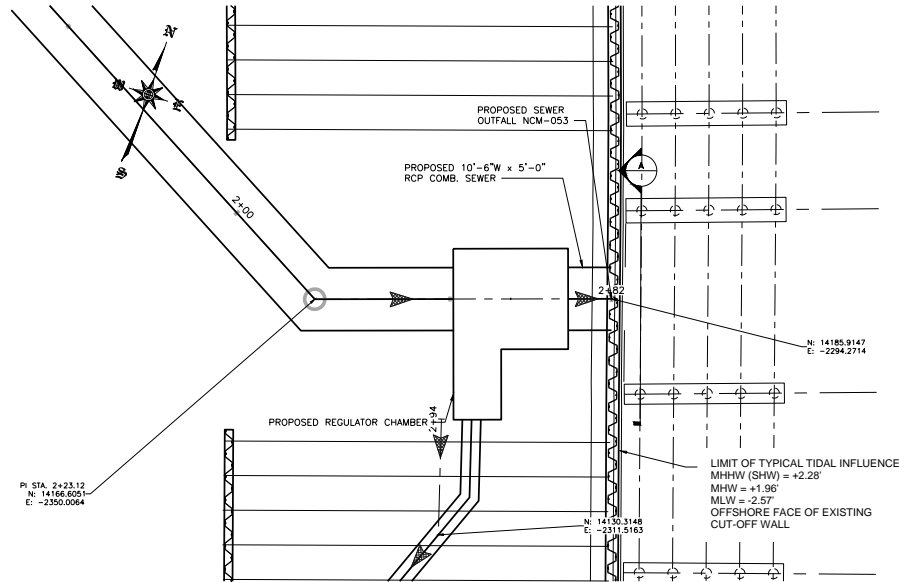 N
S
PROPOSED SEWER
OUTFALL NCM-053
PROPOSED 10'-6"W x 5'-0"
RCP COMB. SEWER
A
2+00
2+82
N: 14185.9147
E: -2294.2714
PROPOSED REGULATOR CHAMBER
2+94
PI STA. 2+23.12
N: 14166.6051
E: -2350.0064
LIMIT OF TYPICAL TIDAL INFLUENCE
MHHW (SHW) = +2.28'
MHW = +1.96'
MLW = -2.57'
OFFSHORE FACE OF EXISTING
CUT-OFF WALL
N: 14130.3148
E: -2311.5163